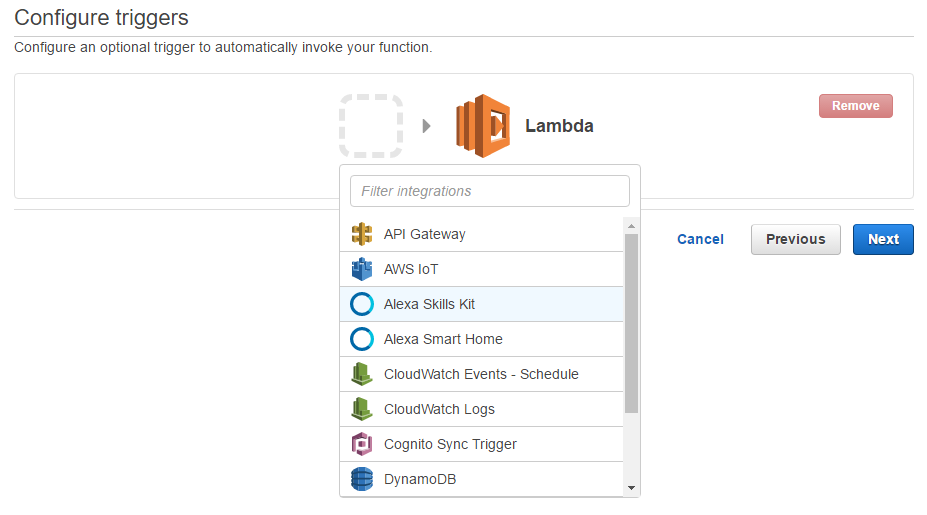 Configure triggers
Configure an optional trigger to automatically invoke your function.
Lambda
Remove
Filter integrations
API Gateway
Cancel
Previous
Next
AWS IoT
Alexa Skills Kit
Alexa Smart Home
CloudWatch Events - Schedule
CloudWatch Logs
Cognito Sync Trigger
DynamoDB